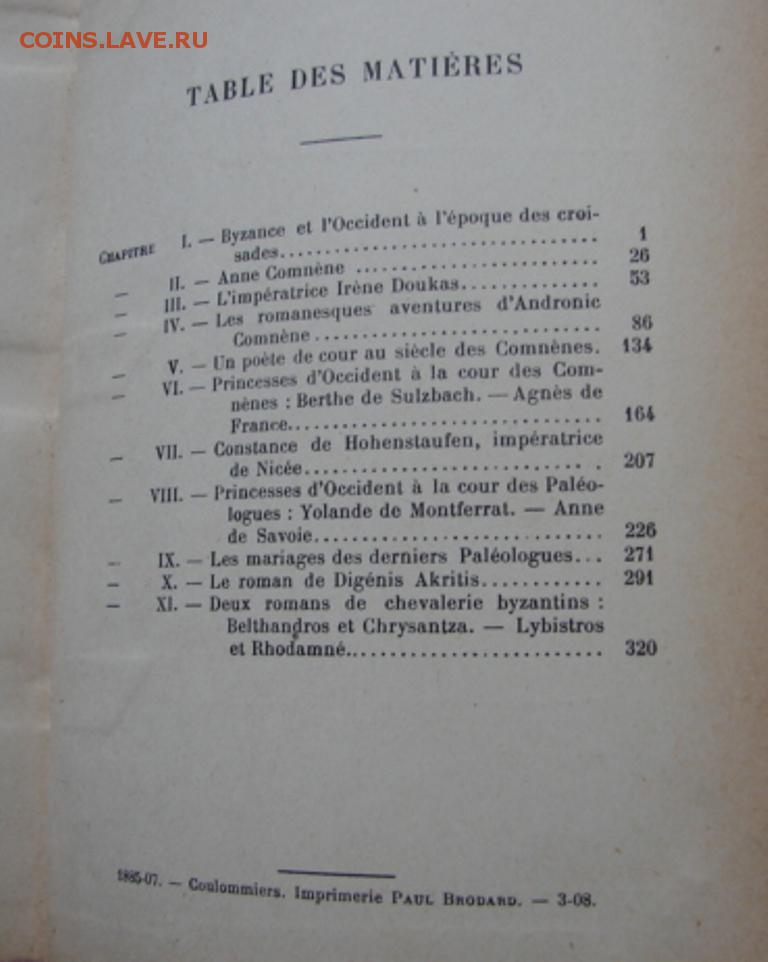 COINS.LAVE.RU
TABLE DES MATIÈRES
CHAPITRE I. — Byzance et l'Occident à l'époque des croi-
sades................................. 1
— II. — Anne Comnène ........................ 26
— III. — L'impératrice Irène Doukas.............. 53
— IV. — Les romanesques aventures d'Andronic
Comnène ............................. 86
— V. — Un poète de cour au siècle des Comnènes. 134
— VI. — Princesses d'Occident à la cour des Com-
nènes : Berthe de Sulzbach. — Agnès de
France................................ 164
— VII. — Constance de Hohenstaufen, impératrice
de Nicée............................ . 207
— VIII. — Princesses d'Occident à la cour des Paléo-
logues : Yolande de Montferrat. — Anne
de Savoie............................. 226
— IX. — Les mariages des derniers Paléologues... 271
— X. — Le roman de Digénis Akritis............ 291
— XI. — Deux romans de chevalerie byzantins :
Belthandros et Chrysantza. — Lybistros
et Rhodamné.......................... 320
1885-07. — Coulommiers. Imprimerie PAUL BRODARD. — 3-08.